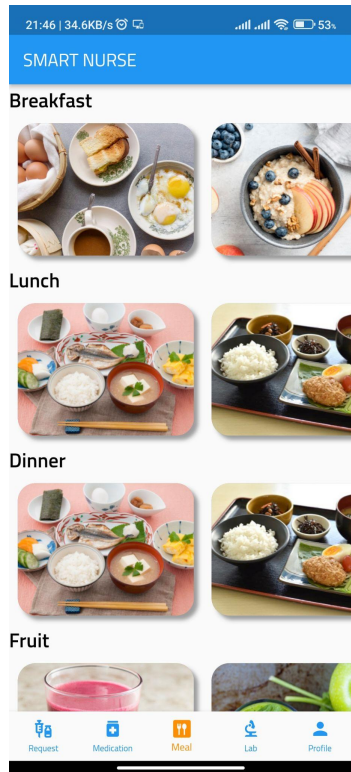 21:46 | 34.6KB/s 53%
SMART NURSE
Breakfast
Lunch
Dinner
Fruit
Request Medication Meal Lab Profile